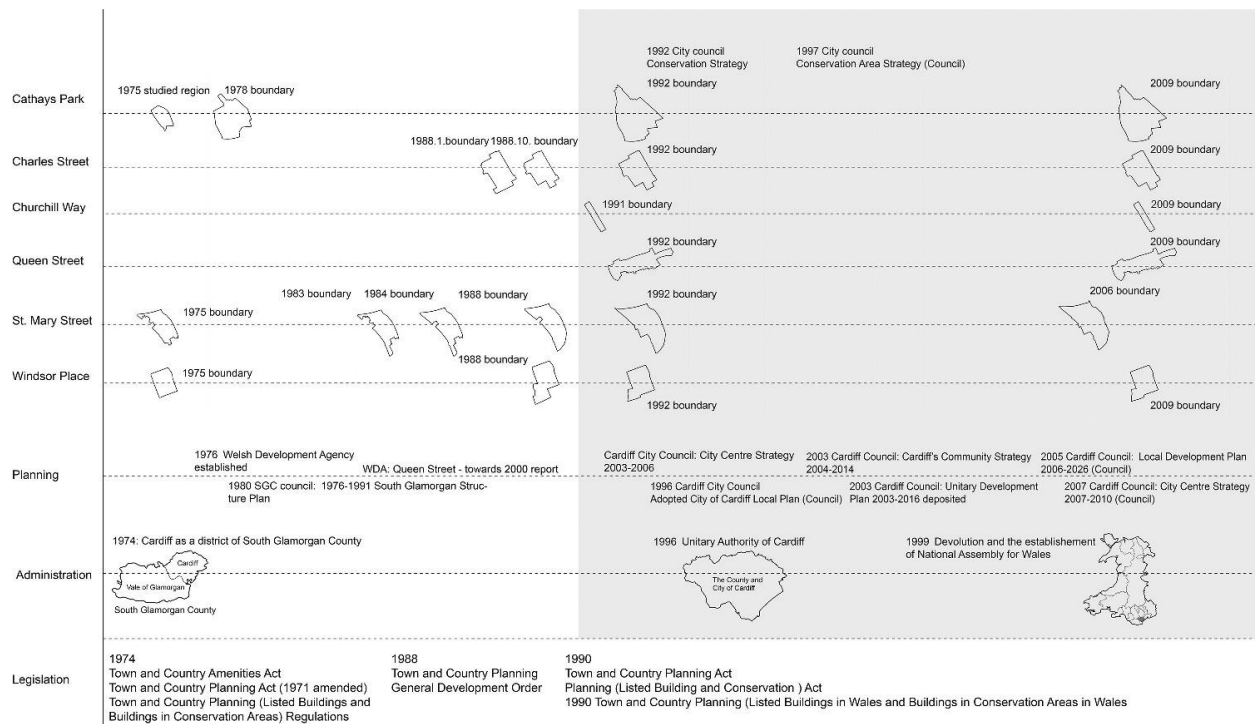 1992 City council
Conservation Strategy
1997 City council
Conservation Area Strategy (Council)
Cathays Park
1975 studied region
1978 boundary
1992 boundary
2009 boundary
Charles Street
1988.1.boundary
1988.10. boundary
1992 boundary
2009 boundary
Churchill Way
1991 boundary
2009 boundary
Queen Street
1992 boundary
2009 boundary
St. Mary Street
1975 boundary
1983 boundary
1984 boundary
1988 boundary
1992 boundary
2006 boundary
Windsor Place
1975 boundary
1988 boundary
1992 boundary
2009 boundary
Planning
1976 Welsh Development Agency
established
1980 SGC council: 1976-1991 South Glamorgan Struc-
ture Plan
WDA: Queen Street - towards 2000 report
Cardiff City Council: City Centre Strategy
2003-2006
1996 Cardiff City Council
Adopted City of Cardiff Local Plan (Council)
2003 Cardiff Council: Cardiff's Community Strategy
2004-2014
2003 Cardiff Council: Unitary Development
Plan 2003-2016 deposited
2005 Cardiff Council: Local Development Plan
2006-2026 (Council)
2007 Cardiff Council: City Centre Strategy
2007-2010 (Council)
Administration
1974: Cardiff as a district of South Glamorgan County
Cardiff
Vale of Glamorgan
South Glamorgan County
1996 Unitary Authority of Cardiff
The County and
City of Cardiff
1999 Devolution and the establisement
of National Assembly for Wales
Legislation
1974
Town and Country Amenities Act
Town and Country Planning Act (1971 amended)
Town and Country Planning (Listed Buildings and
Buildings in Conservation Areas) Regulations
1988
Town and Country Planning
General Development Order
1990
Town and Country Planning Act
Planning (Listed Building and Conservation ) Act
1990 Town and Country Planning (Listed Buildings in Wales and Buildings in Conservation Areas in Wales